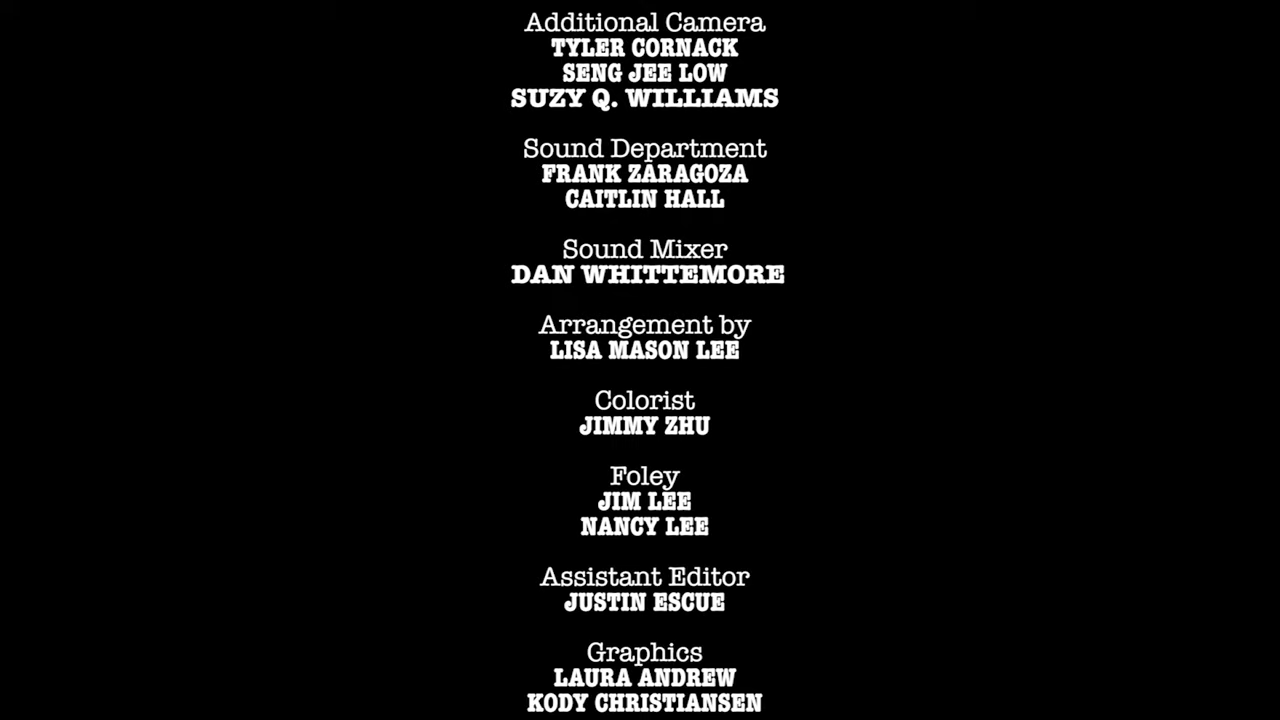 Additional Camera
TYLER CORNACK
SENG JEE LOW
SUZY Q. WILLIAMS
Sound Department
FRANK ZARAGOZA
CAITLIN HALL
Sound Mixer
DAN WHITTEMORE
Arrangement by
LISA MASON LEE
Colorist
JIMMY ZHU
Foley
JIM LEE
NANCY LEE
Assistant Editor
JUSTIN ESCUE
Graphics
LAURA ANDREW
KODY CHRISTIANSEN